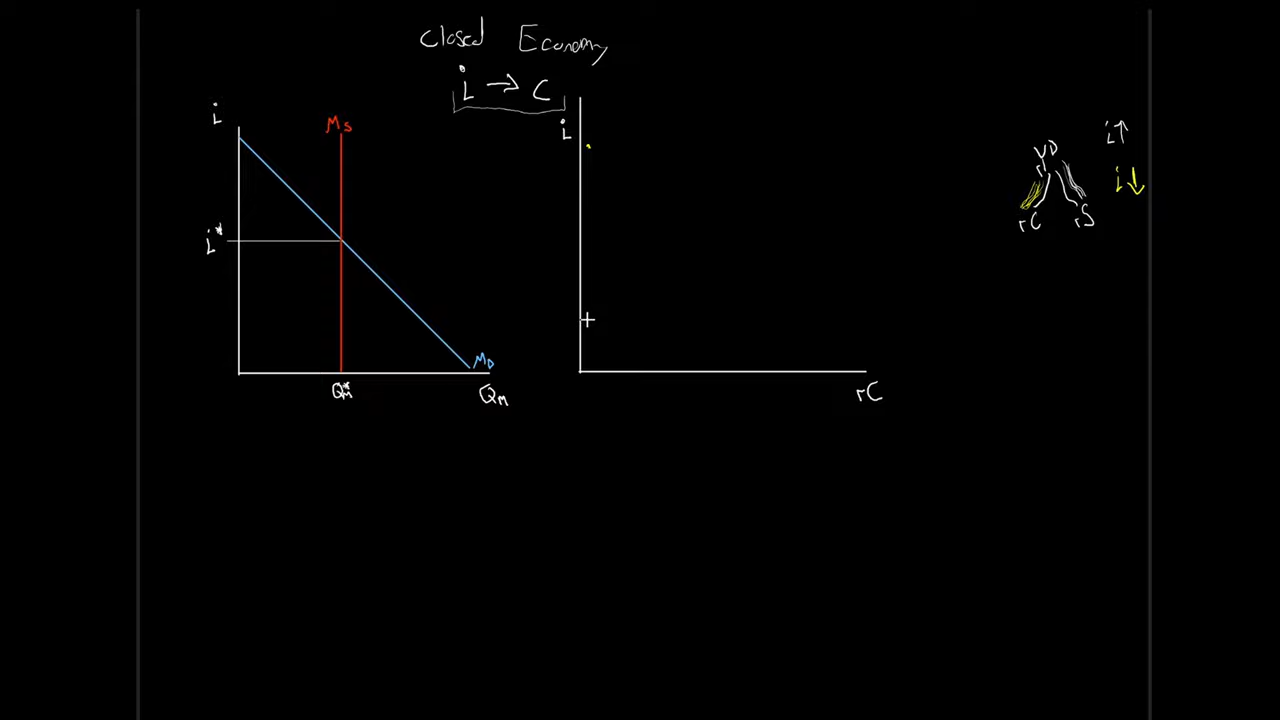 Closed Economy
i → C
i
Ms
i
i*
MD
QM*
QM
rC
YD
rC rS
i↑
i↓